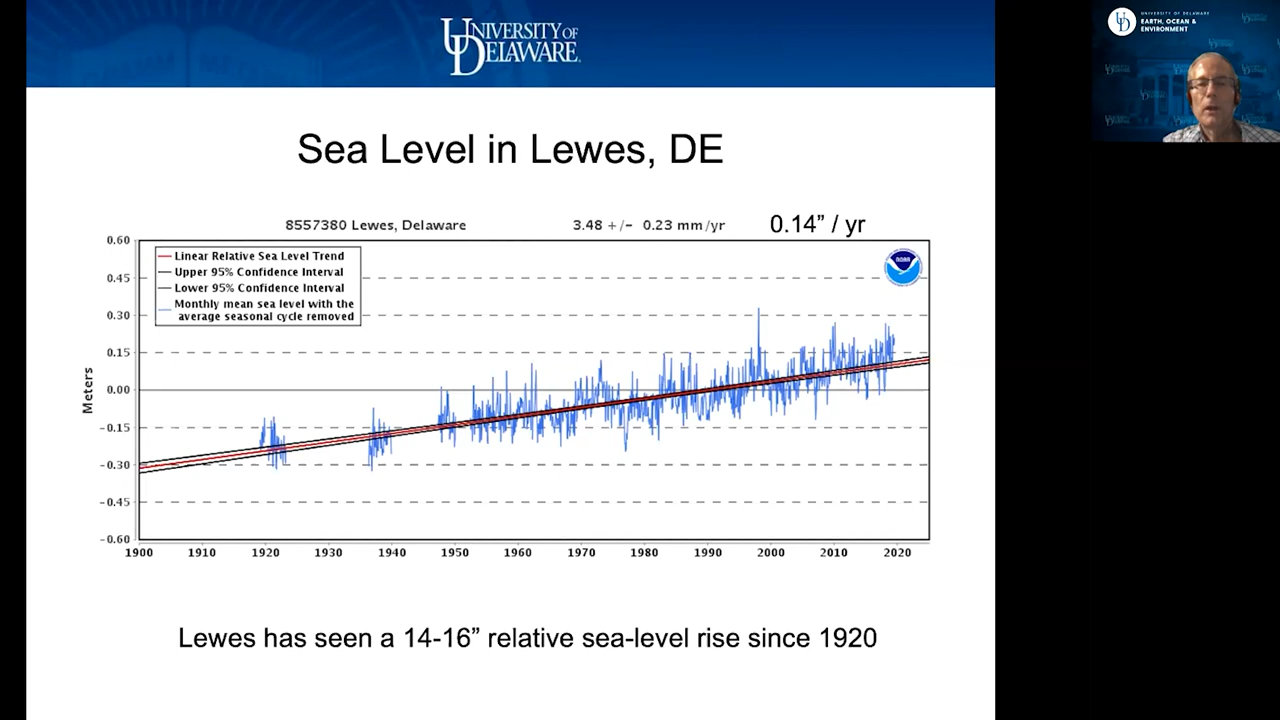 UNIVERSITY OF
DELAWARE
UNIVERSITY OF DELAWARE
EARTH, OCEAN &
ENVIRONMENT
Sea Level in Lewes, DE
8557380 Lewes, Delaware
3.48 +/- 0.23 mm/yr
0.14” / yr
Linear Relative Sea Level Trend
Upper 95% Confidence Interval
Lower 95% Confidence Interval
Monthly mean sea level with the
average seasonal cycle removed
NOAA
Meters
0.60
0.45
0.30
0.15
0.00
-0.15
-0.30
-0.45
-0.60
1900 1910 1920 1930 1940 1950 1960 1970 1980 1990 2000 2010 2020
Lewes has seen a 14-16” relative sea-level rise since 1920